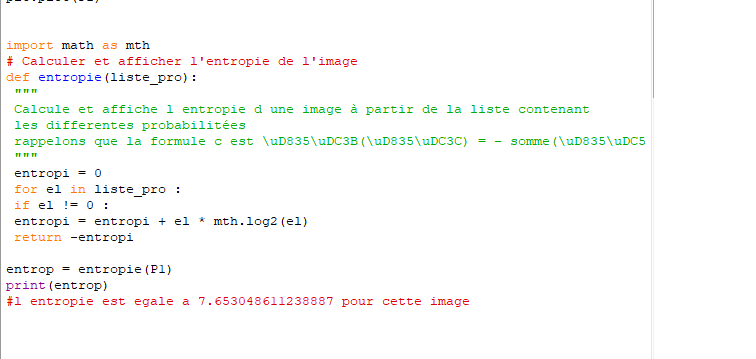 import math as mth
# Calculer et afficher l'entropie de l'image
def entropie(liste_pro):
"""
Calcule et affiche l entropie d une image à partir de la liste contenant
les differentes probabilitées
rappelons que la formule c est \uD835\uDC3B(\uD835\uDC3C) = - somme(\uD835\uDC5
"""
entropi = 0
for el in liste_pro :
if el != 0 :
entropi = entropi + el * mth.log2(el)
return -entropi
entrop = entropie(P1)
print(entrop)
#l entropie est egale a 7.653048611238887 pour cette image